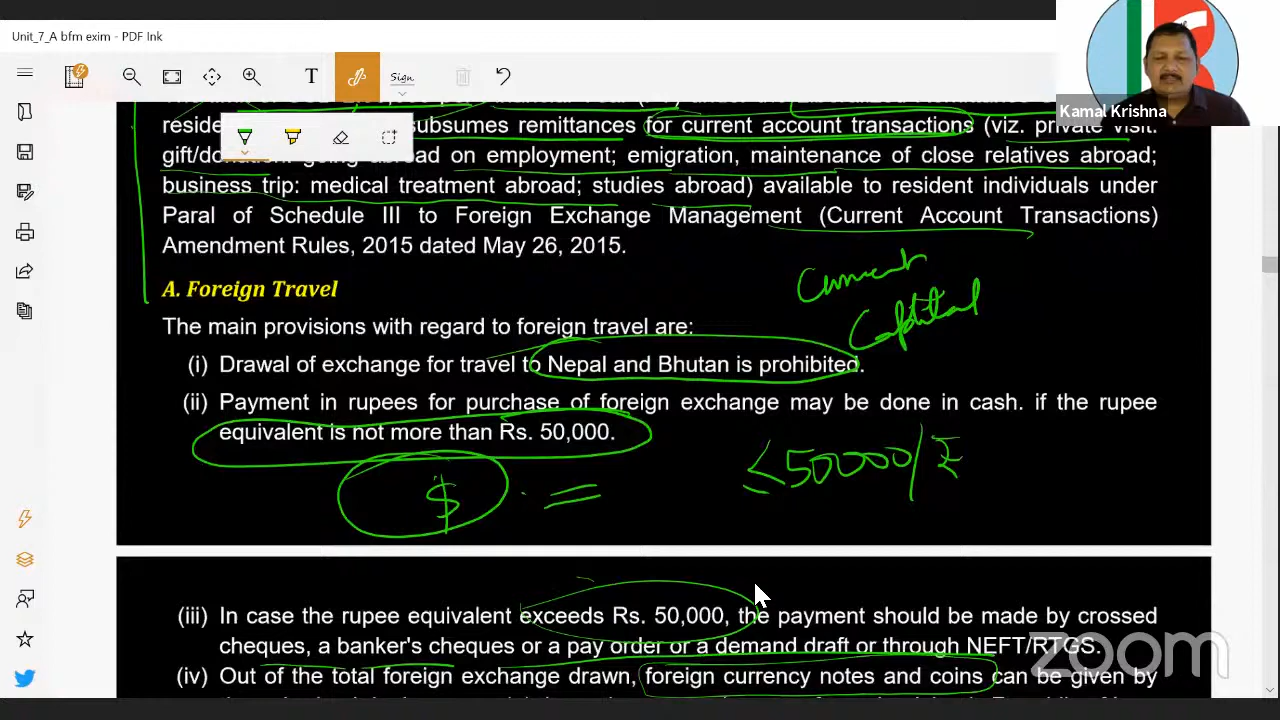 Unit_7_A bfm exim - PDF Ink
T
Sign
Kamal Krishna
subsumes remittances for current account transactions (viz. private visit:
gift/donation: going abroad on employment; emigration, maintenance of close relatives abroad;
business trip: medical treatment abroad; studies abroad) available to resident individuals under
Paral of Schedule III to Foreign Exchange Management (Current Account Transactions)
Amendment Rules, 2015 dated May 26, 2015.
Current
A. Foreign Travel
Capital
The main provisions with regard to foreign travel are:
(i) Drawal of exchange for travel to Nepal and Bhutan is prohibited.
(ii) Payment in rupees for purchase of foreign exchange may be done in cash. if the rupee
equivalent is not more than Rs. 50,000.
$ =
≤50000/₹
(iii) In case the rupee equivalent exceeds Rs. 50,000, the payment should be made by crossed
cheques, a banker's cheques or a pay order or a demand draft or through NEFT/RTGS.
zoom
(iv) Out of the total foreign exchange drawn, foreign currency notes and coins can be given by